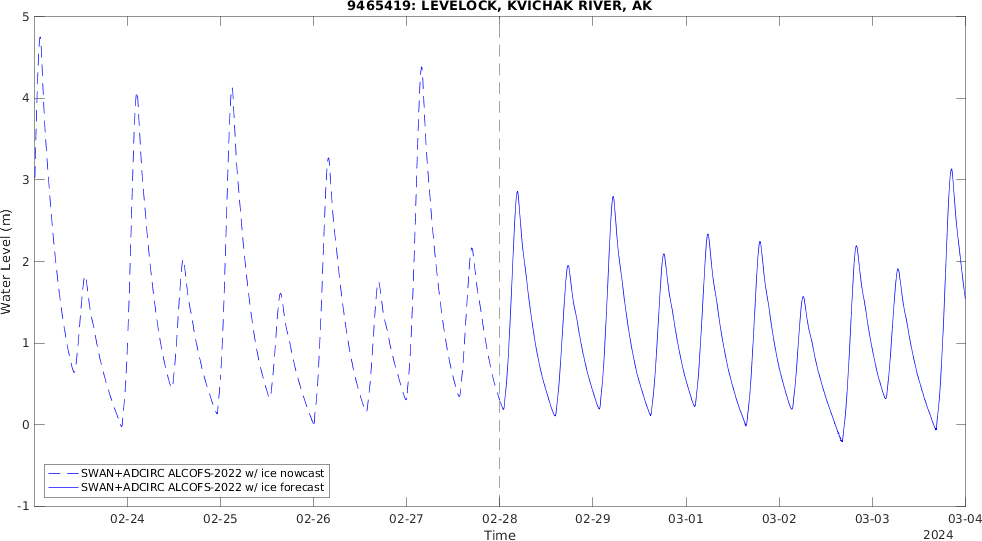 9465419: LEVELOCK, KVICHAK RIVER, AK
5
4
3
2
1
0
-1
Water Level (m)
SWAN+ADCIRC ALCOFS-2022 w/ ice nowcast
SWAN+ADCIRC ALCOFS-2022 w/ ice forecast
02-24 02-25 02-26 02-27 02-28 02-29 03-01 03-02 03-03 03-04
Time
2024